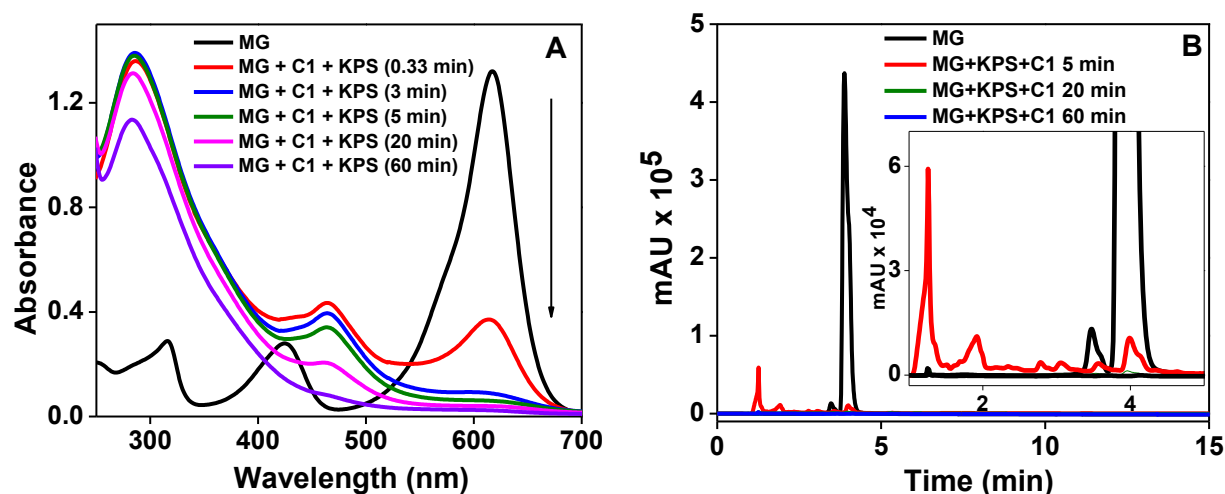 A
MG
MG + C1 + KPS (0.33 min)
MG + C1 + KPS (3 min)
MG + C1 + KPS (5 min)
MG + C1 + KPS (20 min)
MG + C1 + KPS (60 min)
Absorbance
1.2
0.8
0.4
0.0
300 400 500 600 700
Wavelength (nm)
B
MG
MG+KPS+C1 5 min
MG+KPS+C1 20 min
MG+KPS+C1 60 min
mAU x 10⁵
5
4
3
2
1
0
0 5 10 15
Time (min)
mAU x 10⁴
6
3
0
2 4